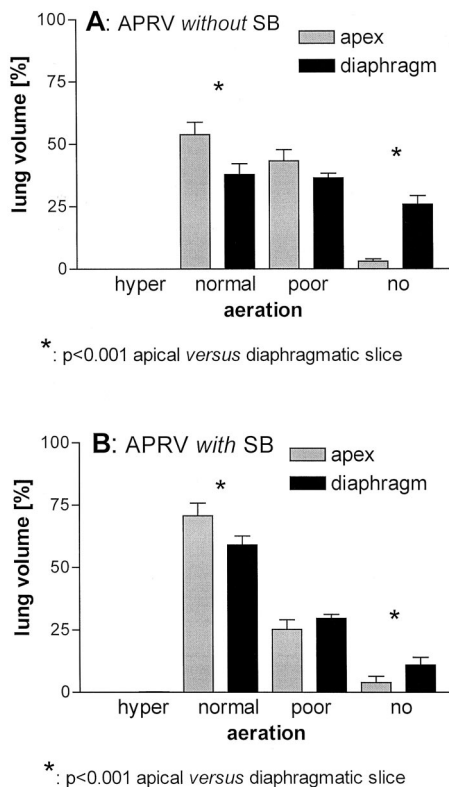 A: APRV without SB
apex
diaphragm
lung volume [%]
100
75
50
25
0
*
*
hyper normal poor no
aeration
*: p<0.001 apical versus diaphragmatic slice
B: APRV with SB
apex
diaphragm
lung volume [%]
100
75
50
25
0
*
*
hyper normal poor no
aeration
*: p<0.001 apical versus diaphragmatic slice